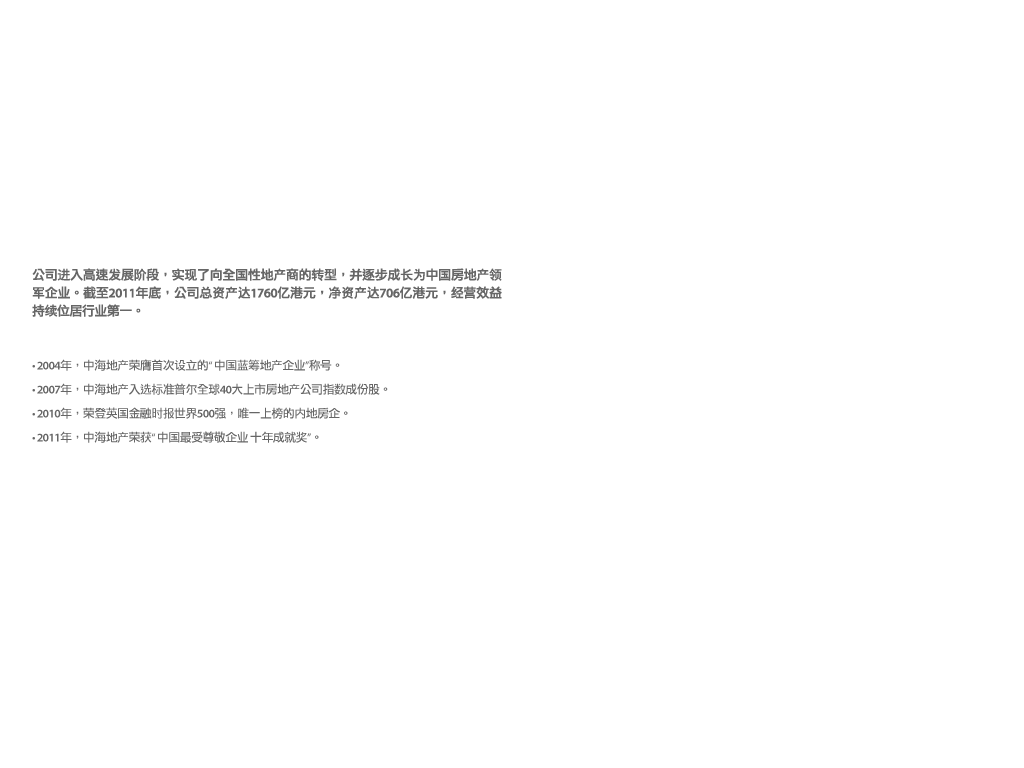 公司进入高速发展阶段，实现了向全国性地产商的转型，并逐步成长为中国房地产领
军企业。截至2011年底，公司总资产达1760亿港元，净资产达706亿港元，经营效益
持续位居行业第一。
• 2004年，中海地产荣膺首次设立的“中国蓝筹地产企业”称号。
• 2007年，中海地产入选标准普尔全球40大上市房地产公司指数成份股。
• 2010年，荣登英国金融时报世界500强，唯一上榜的内地房企。
• 2011年，中海地产荣获“中国最受尊敬企业 十年成就奖”。